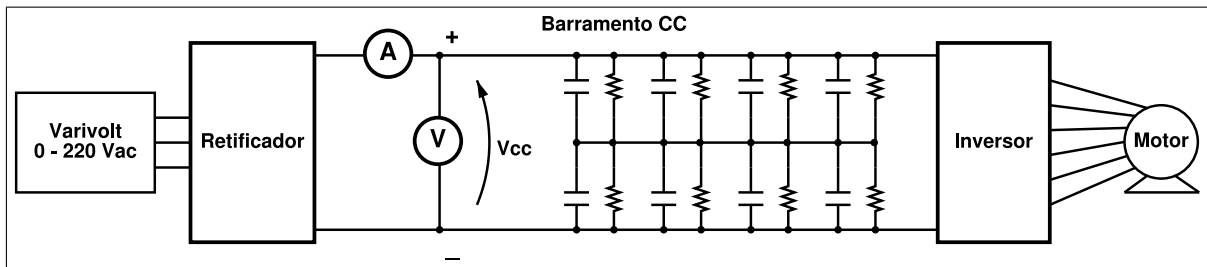 Barramento CC
Varivolt
0 - 220 Vac
Retificador
A
+
V
Vcc
Inversor
Motor
–